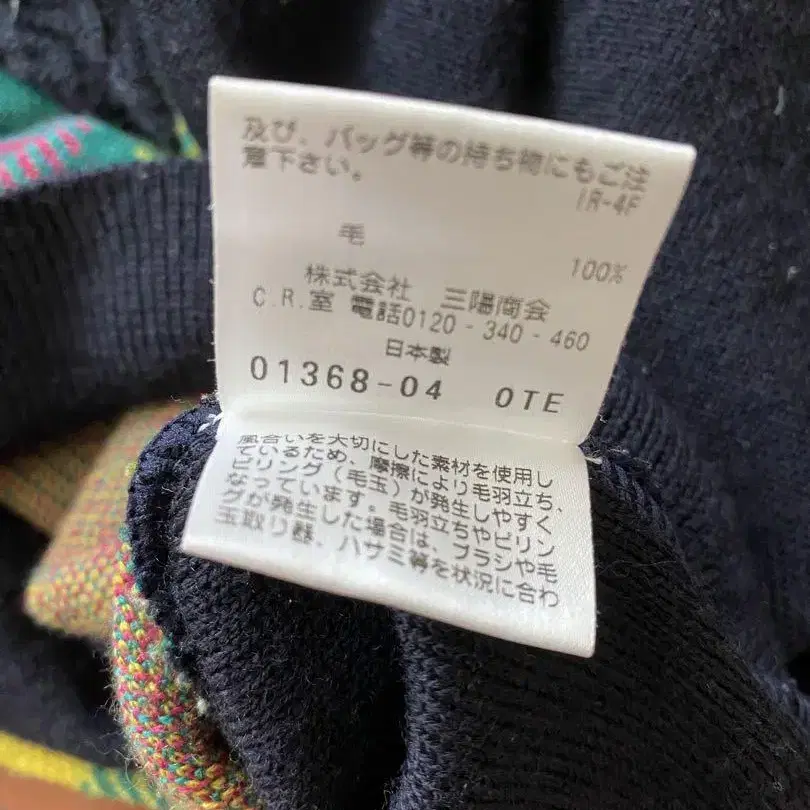 及び、バッグ等の持ち物にもご注
意下さい。
IR-4F
毛
100%
株式会社 三陽商会
C.R.室 電話0120-340-460
日本製
01368-04 OTE
風合いを大切にした素材を使用し
ているため、摩擦により毛羽立ち、
ピリング(毛玉)が発生しやすく
なっています。毛羽立ちやピリン
グが発生した場合は、ブラシや毛
玉取り器、ハサミ等を状況に合わ